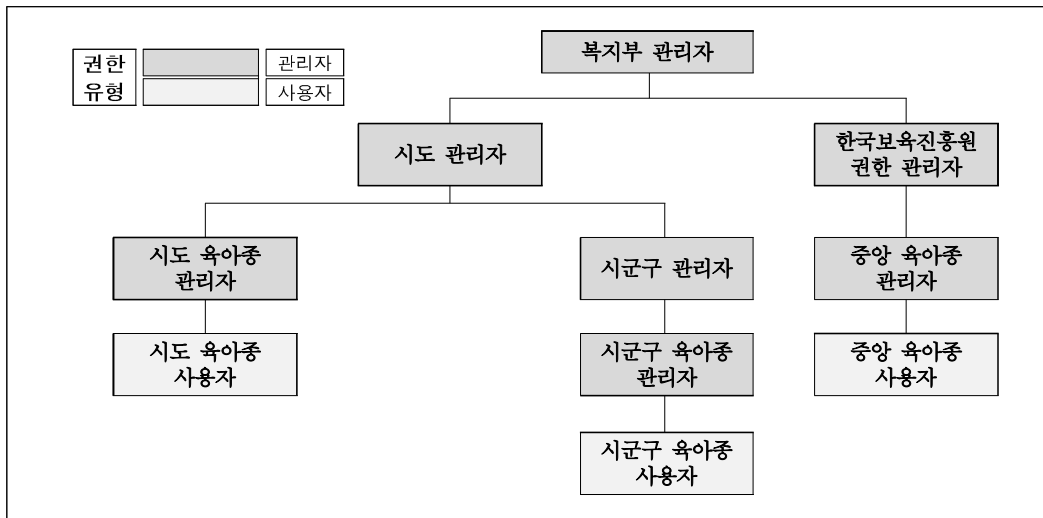 복지부 관리자
권한
유형
관리자
사용자
시도 관리자
한국보육진흥원
권한 관리자
시도 육아종
관리자
시군구 관리자
중앙 육아종
관리자
시도 육아종
사용자
시군구 육아종
관리자
중앙 육아종
사용자
시군구 육아종
사용자